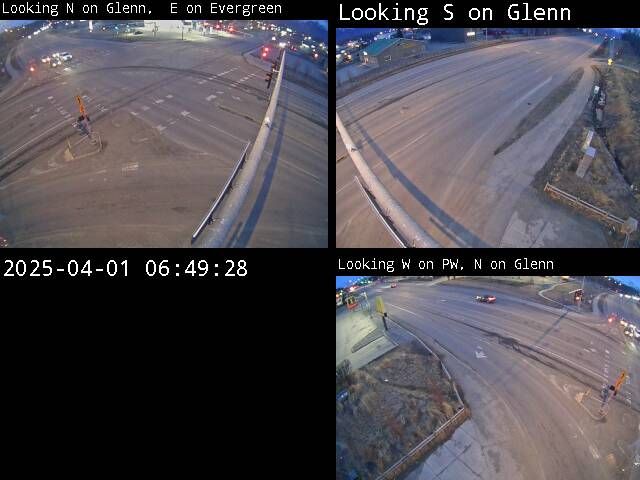 Looking N on Glenn,  E on Evergreen
Looking S on Glenn
2025-04-01 06:49:28
Looking W on PW, N on Glenn